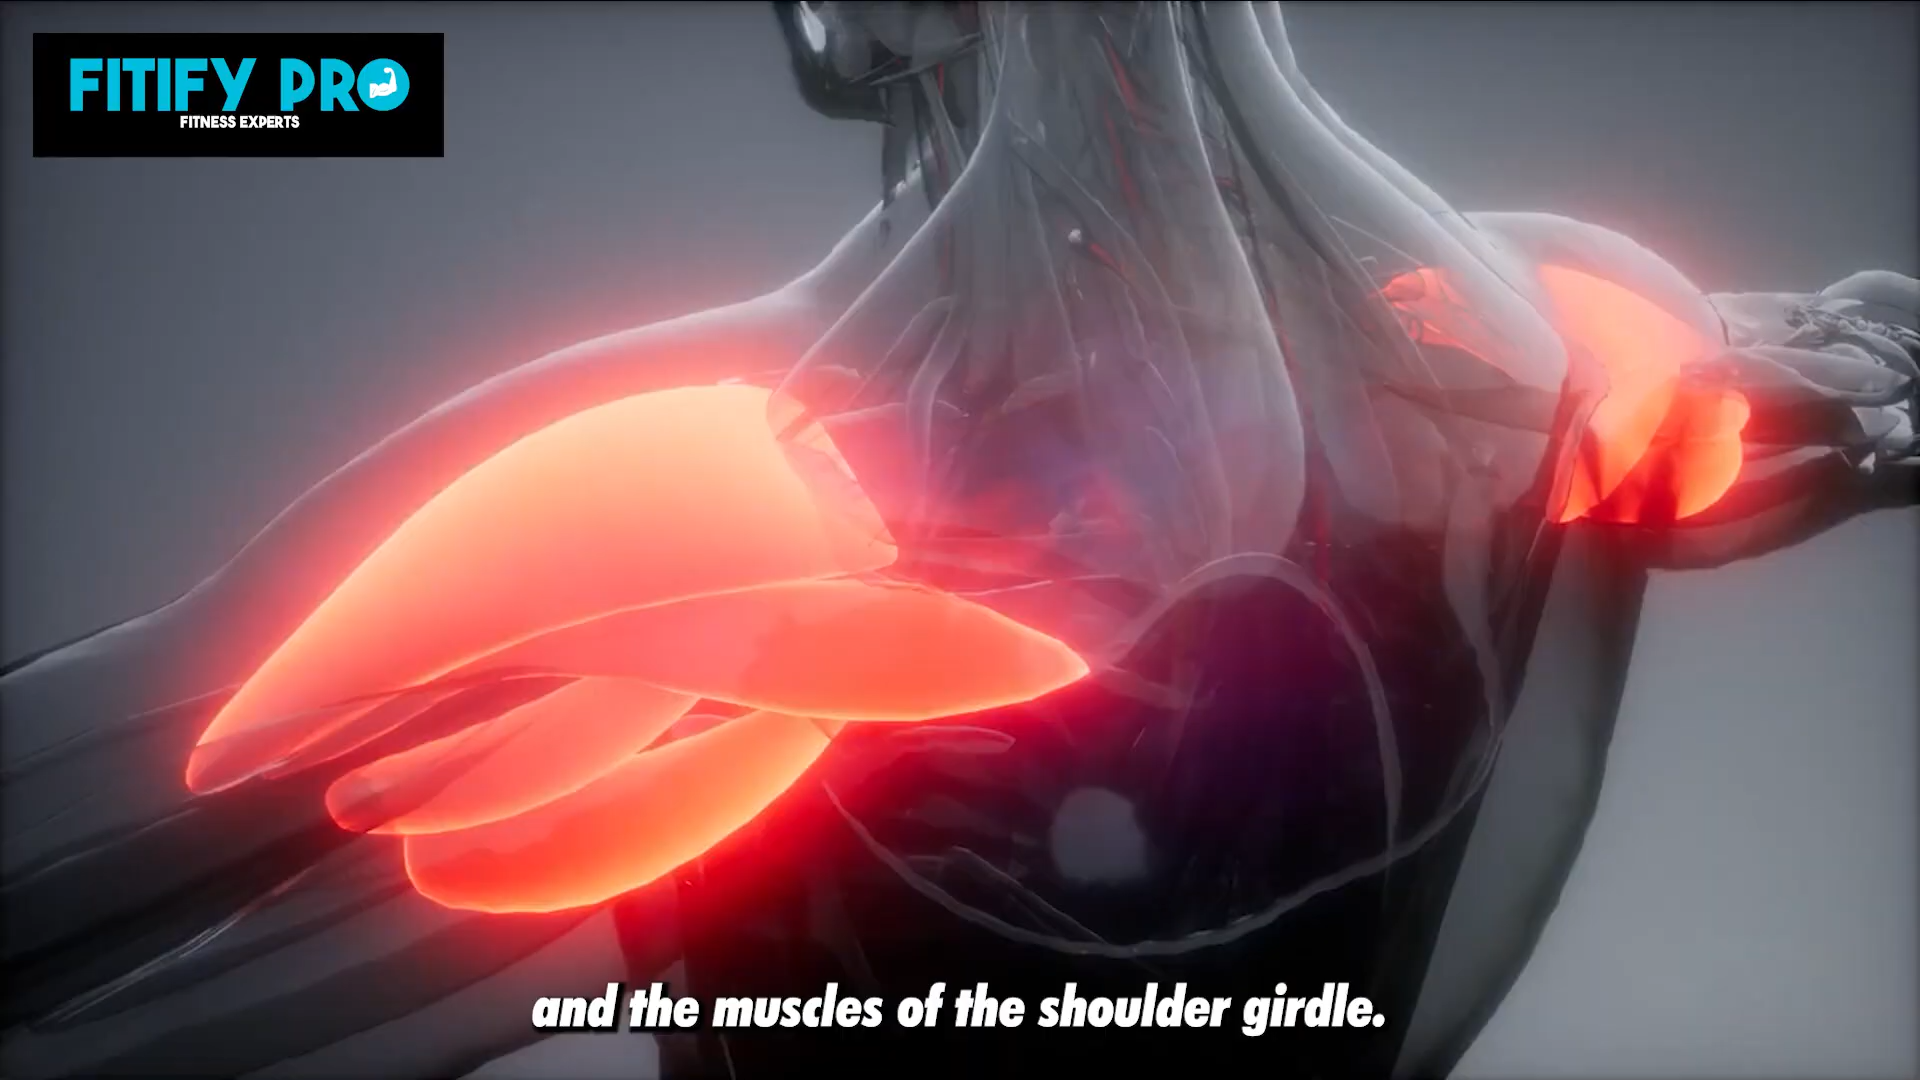 FITIFY PRO
FITNESS EXPERTS
and the muscles of the shoulder girdle.